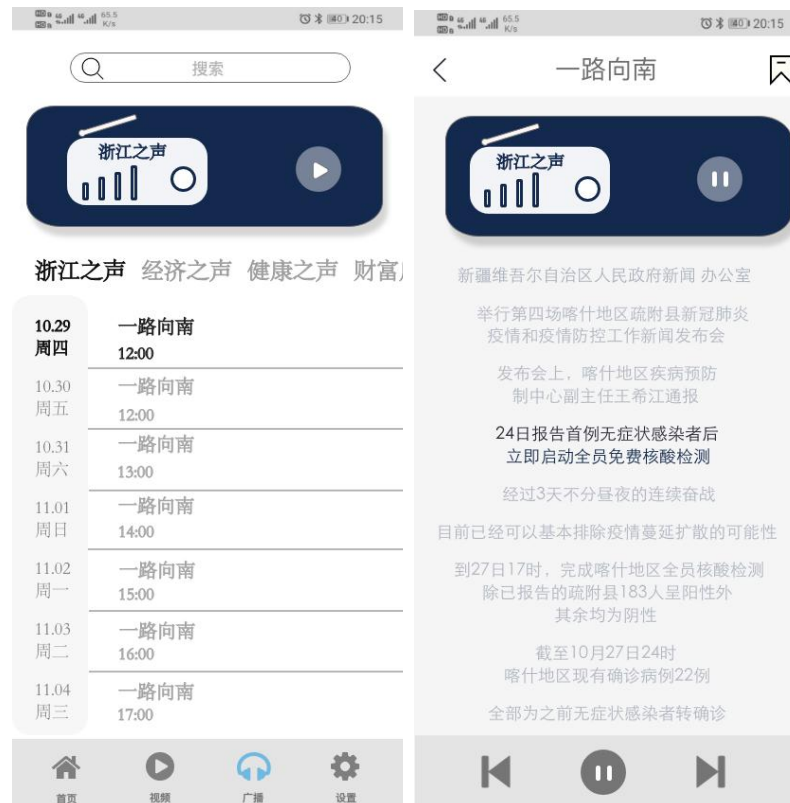 65.5
K/s
40
20:15
搜索
浙江之声
浙江之声 经济之声 健康之声 财富
10.29
周四
一路向南
12:00
10.30
周五
一路向南
12:00
10.31
周六
一路向南
13:00
11.01
周日
一路向南
14:00
11.02
周一
一路向南
15:00
11.03
周二
一路向南
16:00
11.04
周三
一路向南
17:00
首页
视频
广播
设置
65.5
K/s
40
20:15
一路向南
浙江之声
新疆维吾尔自治区人民政府新闻 办公室
举行第四场喀什地区疏附县新冠肺炎
疫情和疫情防控工作新闻发布会
发布会上，喀什地区疾病预防
制中心副主任王希江通报
24日报告首例无症状感染者后
立即启动全员免费核酸检测
经过3天不分昼夜的连续奋战
目前已经可以基本排除疫情蔓延扩散的可能性
到27日17时，完成喀什地区全员核酸检测
除已报告的疏附县183人呈阳性外
其余均为阴性
截至10月27日24时
喀什地区现有确诊病例22例
全部为之前无症状感染者转确诊